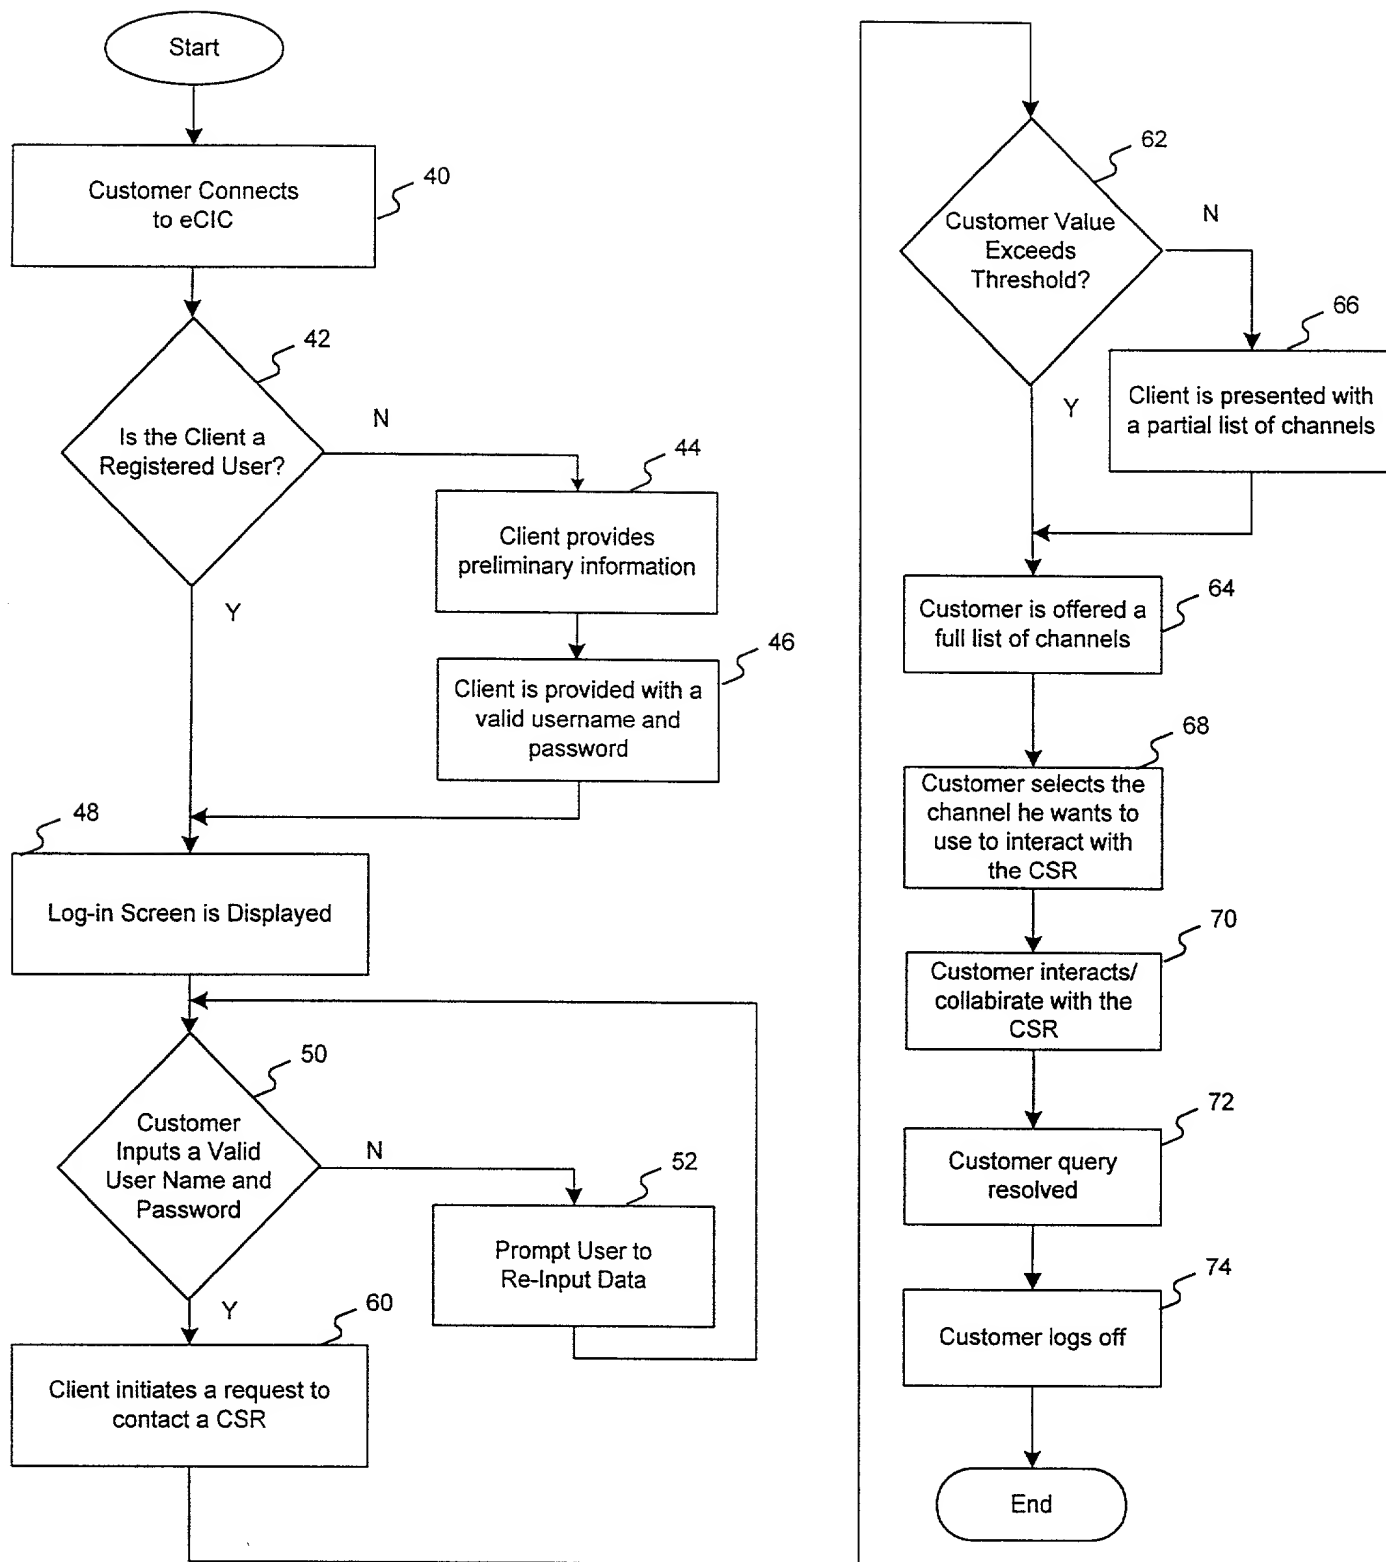 Start
Customer Connects
to eCIC
40
Is the Client a
Registered User?
42
N
Y
44
Client provides
preliminary information
46
Client is provided with a
valid username and
password
48
Log-in Screen is Displayed
50
Customer
Inputs a Valid
User Name and
Password
N
Y
52
Prompt User to
Re-Input Data
60
Client initiates a request to
contact a CSR
62
Customer Value
Exceeds
Threshold?
N
Y
66
Client is presented with
a partial list of channels
64
Customer is offered a
full list of channels
68
Customer selects the
channel he wants to
use to interact with
the CSR
70
Customer interacts/
collabirate with the
CSR
72
Customer query
resolved
74
Customer logs off
End